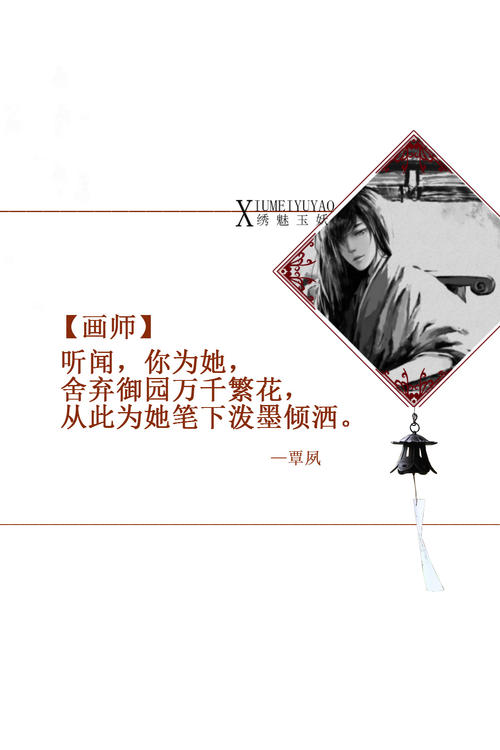 XIUMEIYUYAO
绣魅玉妖
【画师】
听闻，你为她，
舍弃御园万千繁花，
从此为她笔下泼墨倾洒。
—覃夙